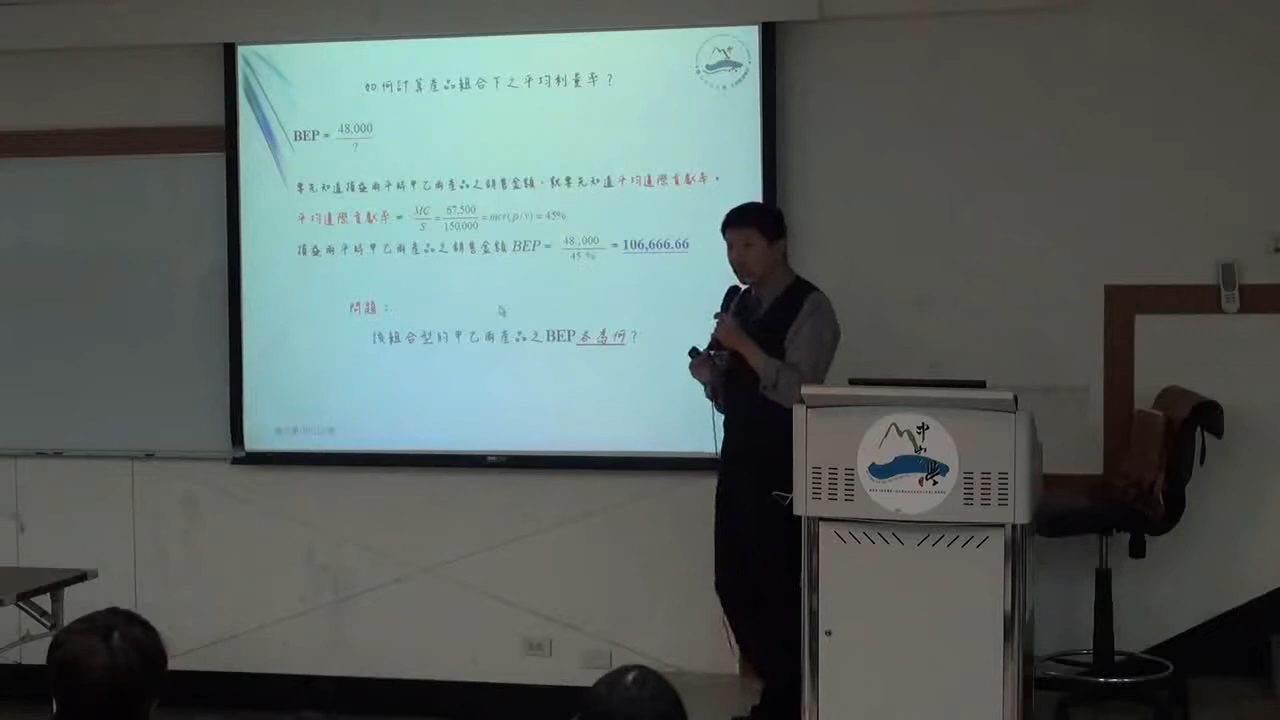 如何計算產品組合下之平均利量率?
BEP = 48,000 / ?
要先知道損益兩平時甲乙兩產品之銷售金額，就要先知道平均邊際貢獻率。
平均邊際貢獻率 = MC/S = 67,500/150,000 = mcr(p/v) = 45%
損益兩平時甲乙兩產品之銷售金額 BEP = 48,000/45% = 106,666.66
問題：
該組合型的甲乙兩產品之BEP各為何?
中山興